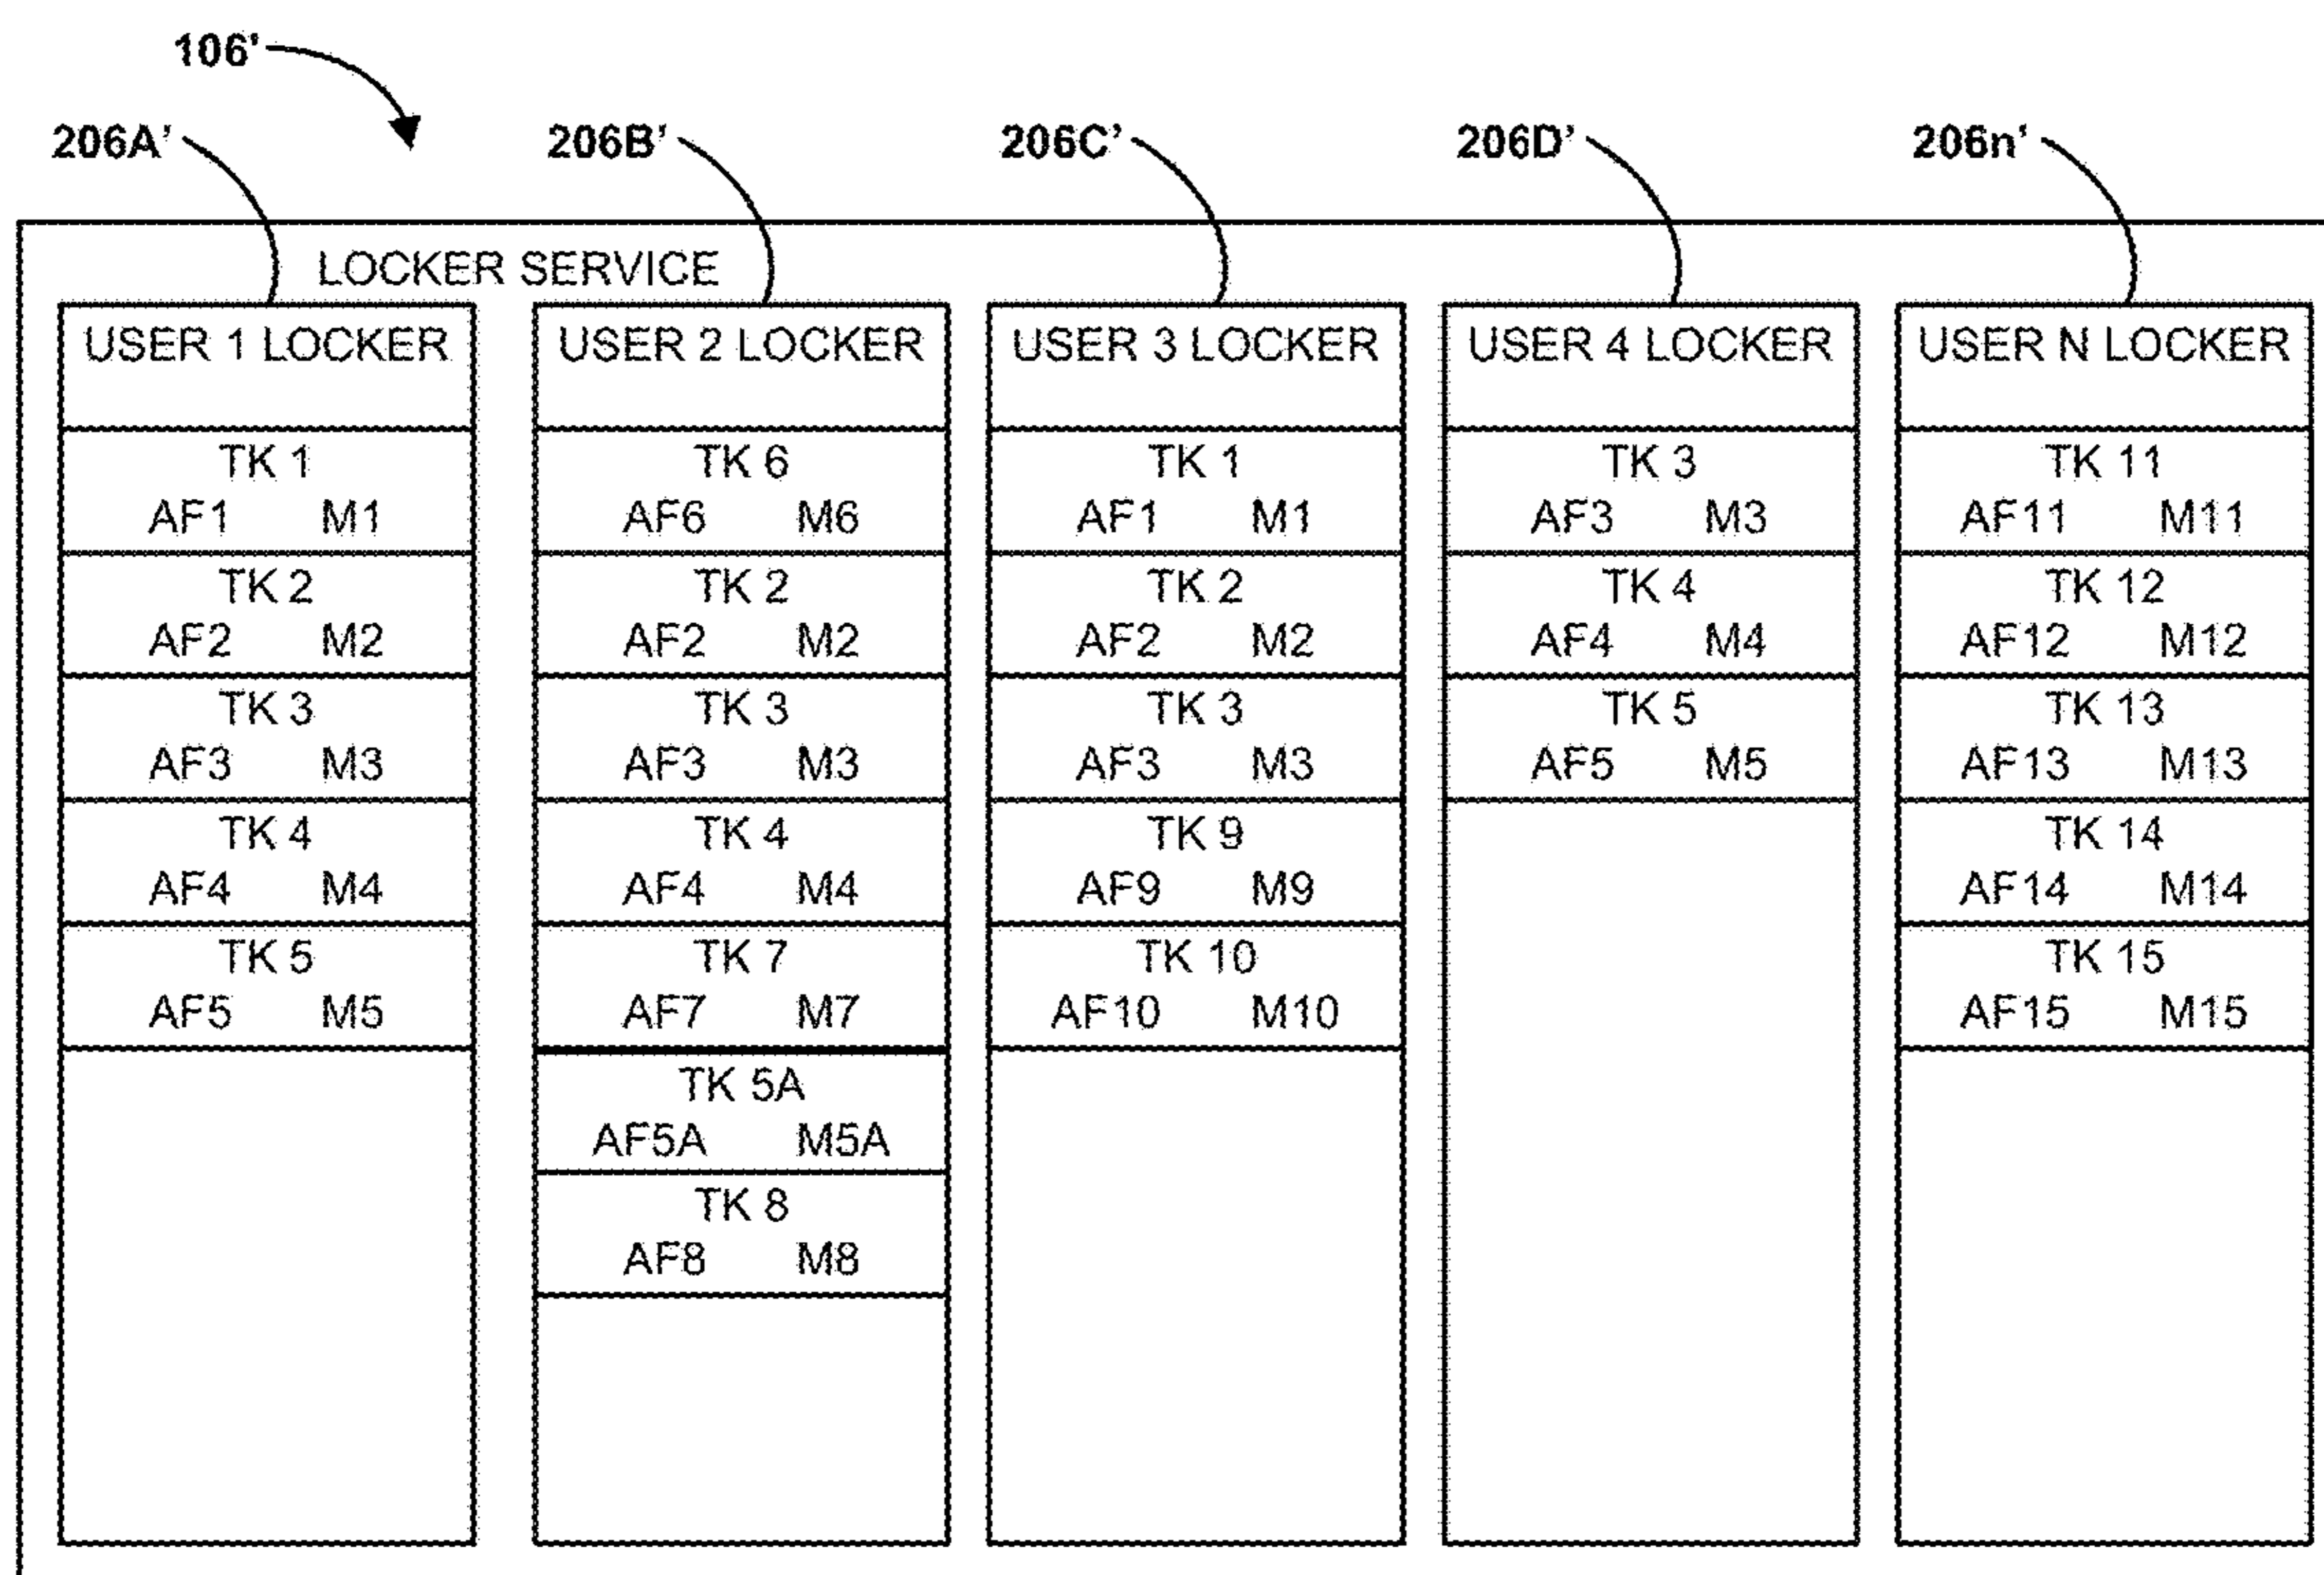 106'
206A' 206B' 206C' 206D' 206n'
LOCKER SERVICE
USER 1 LOCKER
TK 1
AF1 M1
TK 2
AF2 M2
TK 3
AF3 M3
TK 4
AF4 M4
TK 5
AF5 M5
USER 2 LOCKER
TK 6
AF6 M6
TK 2
AF2 M2
TK 3
AF3 M3
TK 4
AF4 M4
TK 7
AF7 M7
TK 5A
AF5A M5A
TK 8
AF8 M8
USER 3 LOCKER
TK 1
AF1 M1
TK 2
AF2 M2
TK 3
AF3 M3
TK 9
AF9 M9
TK 10
AF10 M10
USER 4 LOCKER
TK 3
AF3 M3
TK 4
AF4 M4
TK 5
AF5 M5
USER N LOCKER
TK 11
AF11 M11
TK 12
AF12 M12
TK 13
AF13 M13
TK 14
AF14 M14
TK 15
AF15 M15